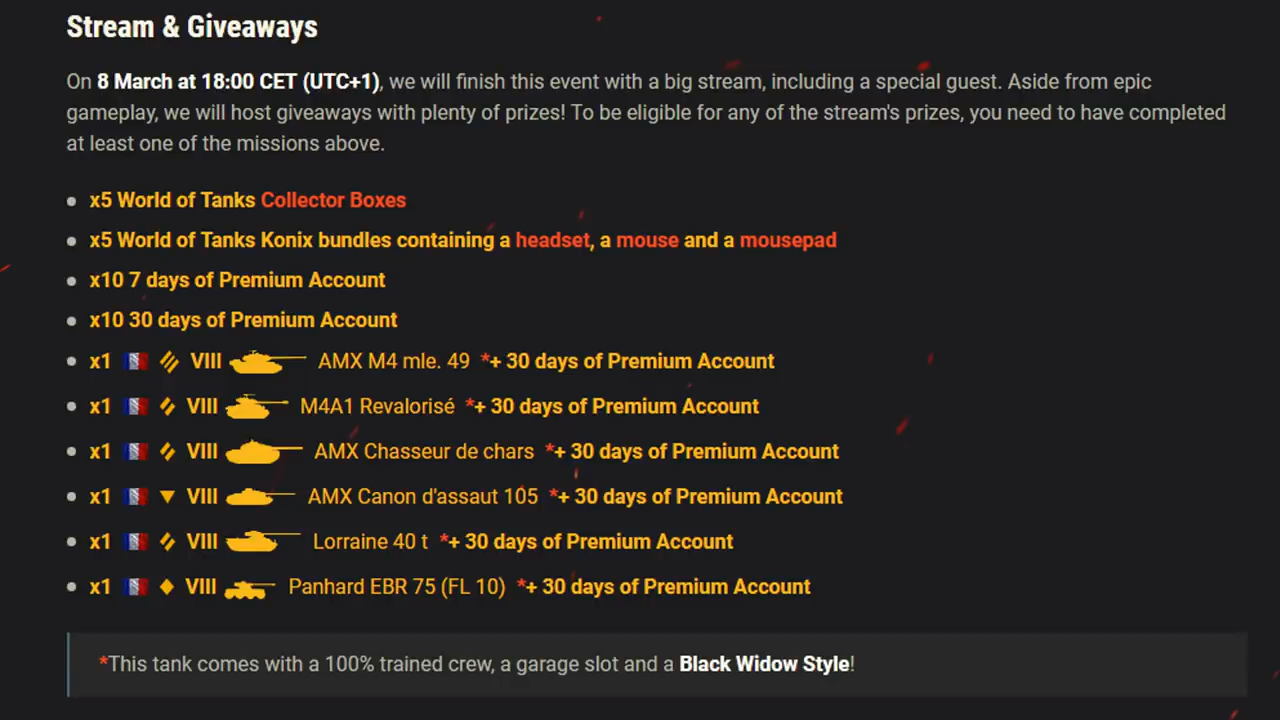 Stream & Giveaways
On 8 March at 18:00 CET (UTC+1), we will finish this event with a big stream, including a special guest. Aside from epic
gameplay, we will host giveaways with plenty of prizes! To be eligible for any of the stream's prizes, you need to have completed
at least one of the missions above.
x5 World of Tanks Collector Boxes
x5 World of Tanks Konix bundles containing a headset, a mouse and a mousepad
x10 7 days of Premium Account
x10 30 days of Premium Account
x1 VIII AMX M4 mle. 49 *+ 30 days of Premium Account
x1 VIII M4A1 Revalorisé *+ 30 days of Premium Account
x1 VIII AMX Chasseur de chars *+ 30 days of Premium Account
x1 VIII AMX Canon d'assaut 105 *+ 30 days of Premium Account
x1 VIII Lorraine 40 t *+ 30 days of Premium Account
x1 VIII Panhard EBR 75 (FL 10) *+ 30 days of Premium Account
*This tank comes with a 100% trained crew, a garage slot and a Black Widow Style!